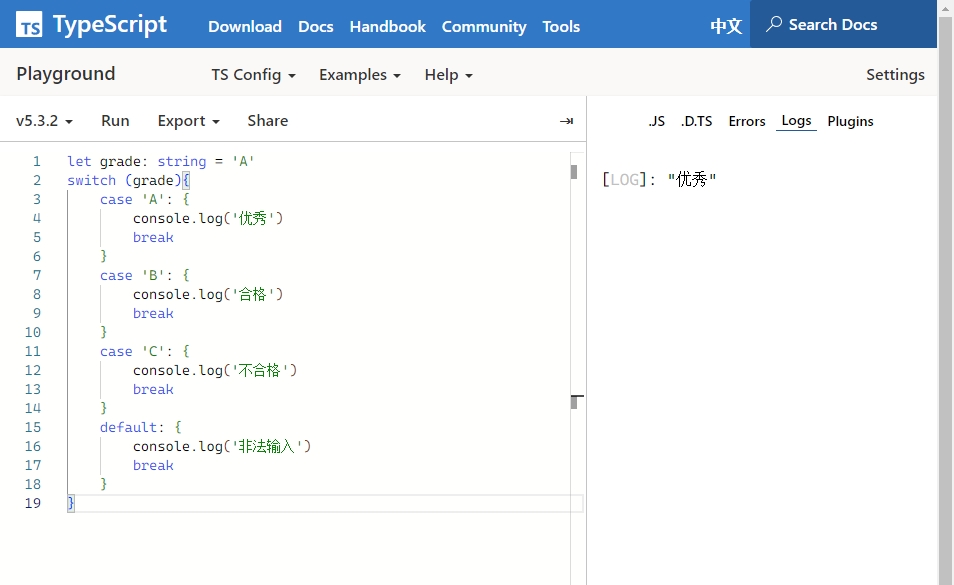 TS TypeScript Download Docs Handbook Community Tools 中文 Search Docs
Playground TS Config Examples Help Settings
v5.3.2 Run Export Share .JS .D.TS Errors Logs Plugins
1 let grade: string = 'A'
2 switch (grade){
3 case 'A': {
4 console.log('优秀')
5 break
6 }
7 case 'B': {
8 console.log('合格')
9 break
10 }
11 case 'C': {
12 console.log('不合格')
13 break
14 }
15 default: {
16 console.log('非法输入')
17 break
18 }
19 }
[LOG]: "优秀"